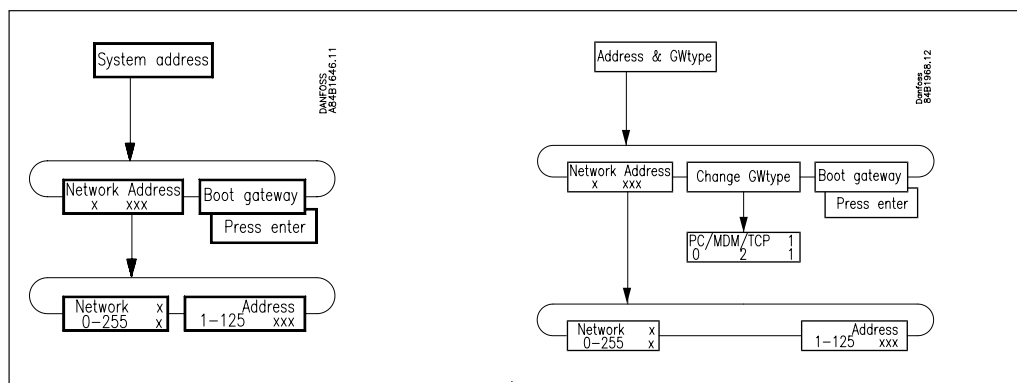 System address
DANFOSS
A84B1646.11
Network Address
x xxx
Boot gateway
Press enter
Network x
0-255 x
Address
1-125 xxx
Address & GWtype
Danfoss
84B1968.12
Network Address
x xxx
Change GWtype
Boot gateway
Press enter
PC/MDM/TCP 1
0 2 1
Network x
0-255 x
Address
1-125 xxx